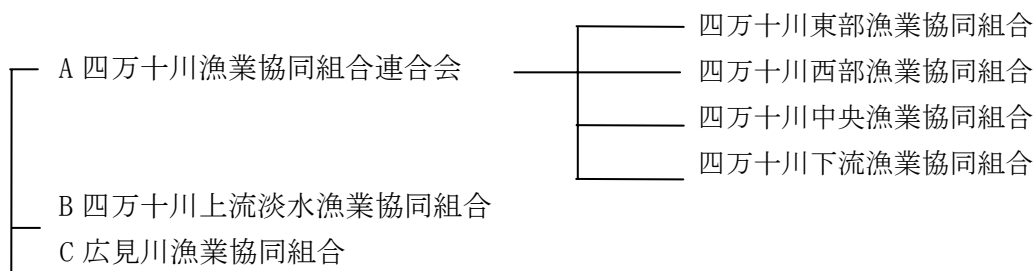 四万十川東部漁業協同組合
A 四万十川漁業協同組合連合会
四万十川西部漁業協同組合
四万十川中央漁業協同組合
四万十川下流漁業協同組合
B 四万十川上流淡水漁業協同組合
C 広見川漁業協同組合